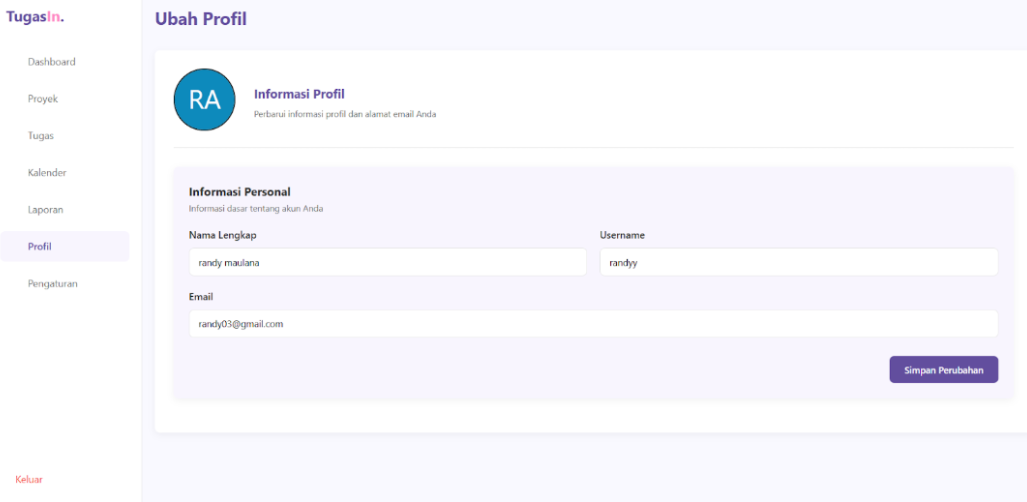 TugasIn.
Dashboard
Proyek
Tugas
Kalender
Laporan
Profil
Pengaturan
Keluar
Ubah Profil
RA
Informasi Profil
Perbarui informasi profil dan alamat email Anda
Informasi Personal
Informasi dasar tentang akun Anda
Nama Lengkap
randy maulana
Username
randyy
Email
randy03@gmail.com
Simpan Perubahan